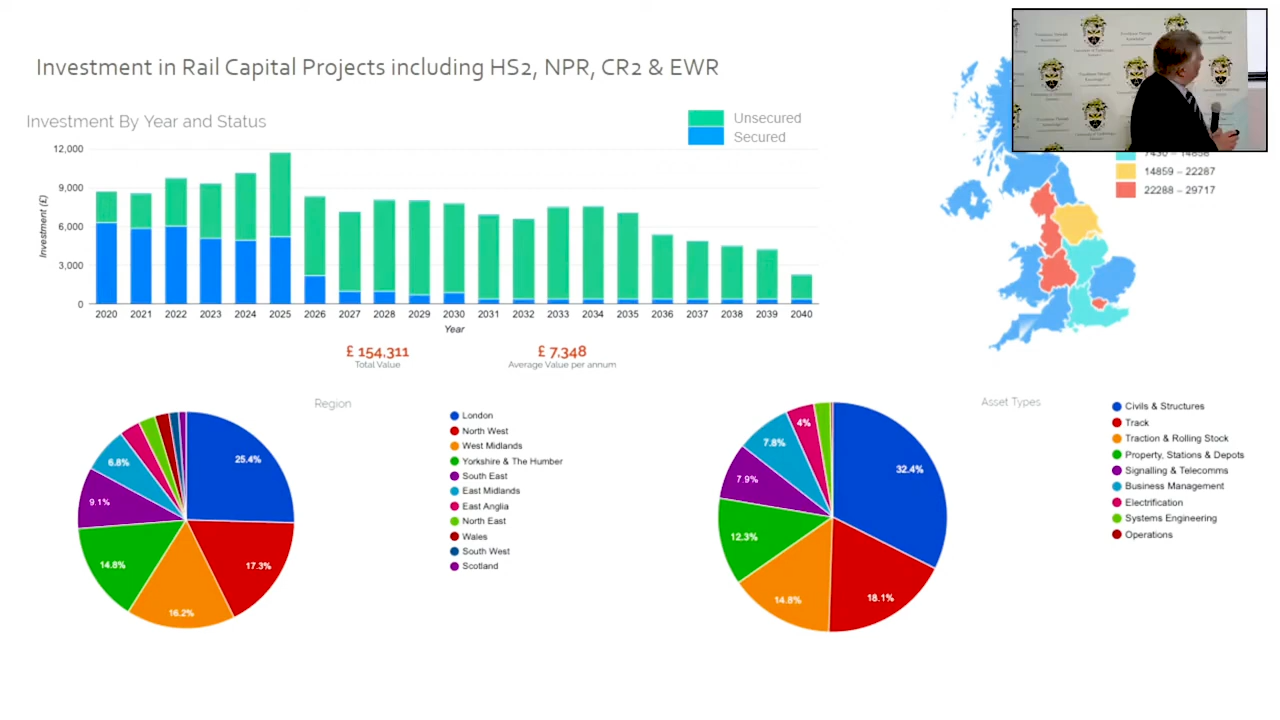 Investment in Rail Capital Projects including HS2, NPR, CR2 & EWR
Investment By Year and Status
Unsecured
Secured
12,000
9,000
6,000
3,000
0
Investment (£)
2020 2021 2022 2023 2024 2025 2026 2027 2028 2029 2030 2031 2032 2033 2034 2035 2036 2037 2038 2039 2040
Year
£ 154,311
Total Value
£ 7,348
Average Value per annum
7430 – 14858
14859 – 22287
22288 – 29717
Region
25.4%
17.3%
16.2%
14.8%
9.1%
6.8%
London
North West
West Midlands
Yorkshire & The Humber
South East
East Midlands
East Anglia
North East
Wales
South West
Scotland
Asset Types
32.4%
18.1%
14.8%
12.3%
7.9%
7.8%
4%
Civils & Structures
Track
Traction & Rolling Stock
Property, Stations & Depots
Signalling & Telecomms
Business Management
Electrification
Systems Engineering
Operations